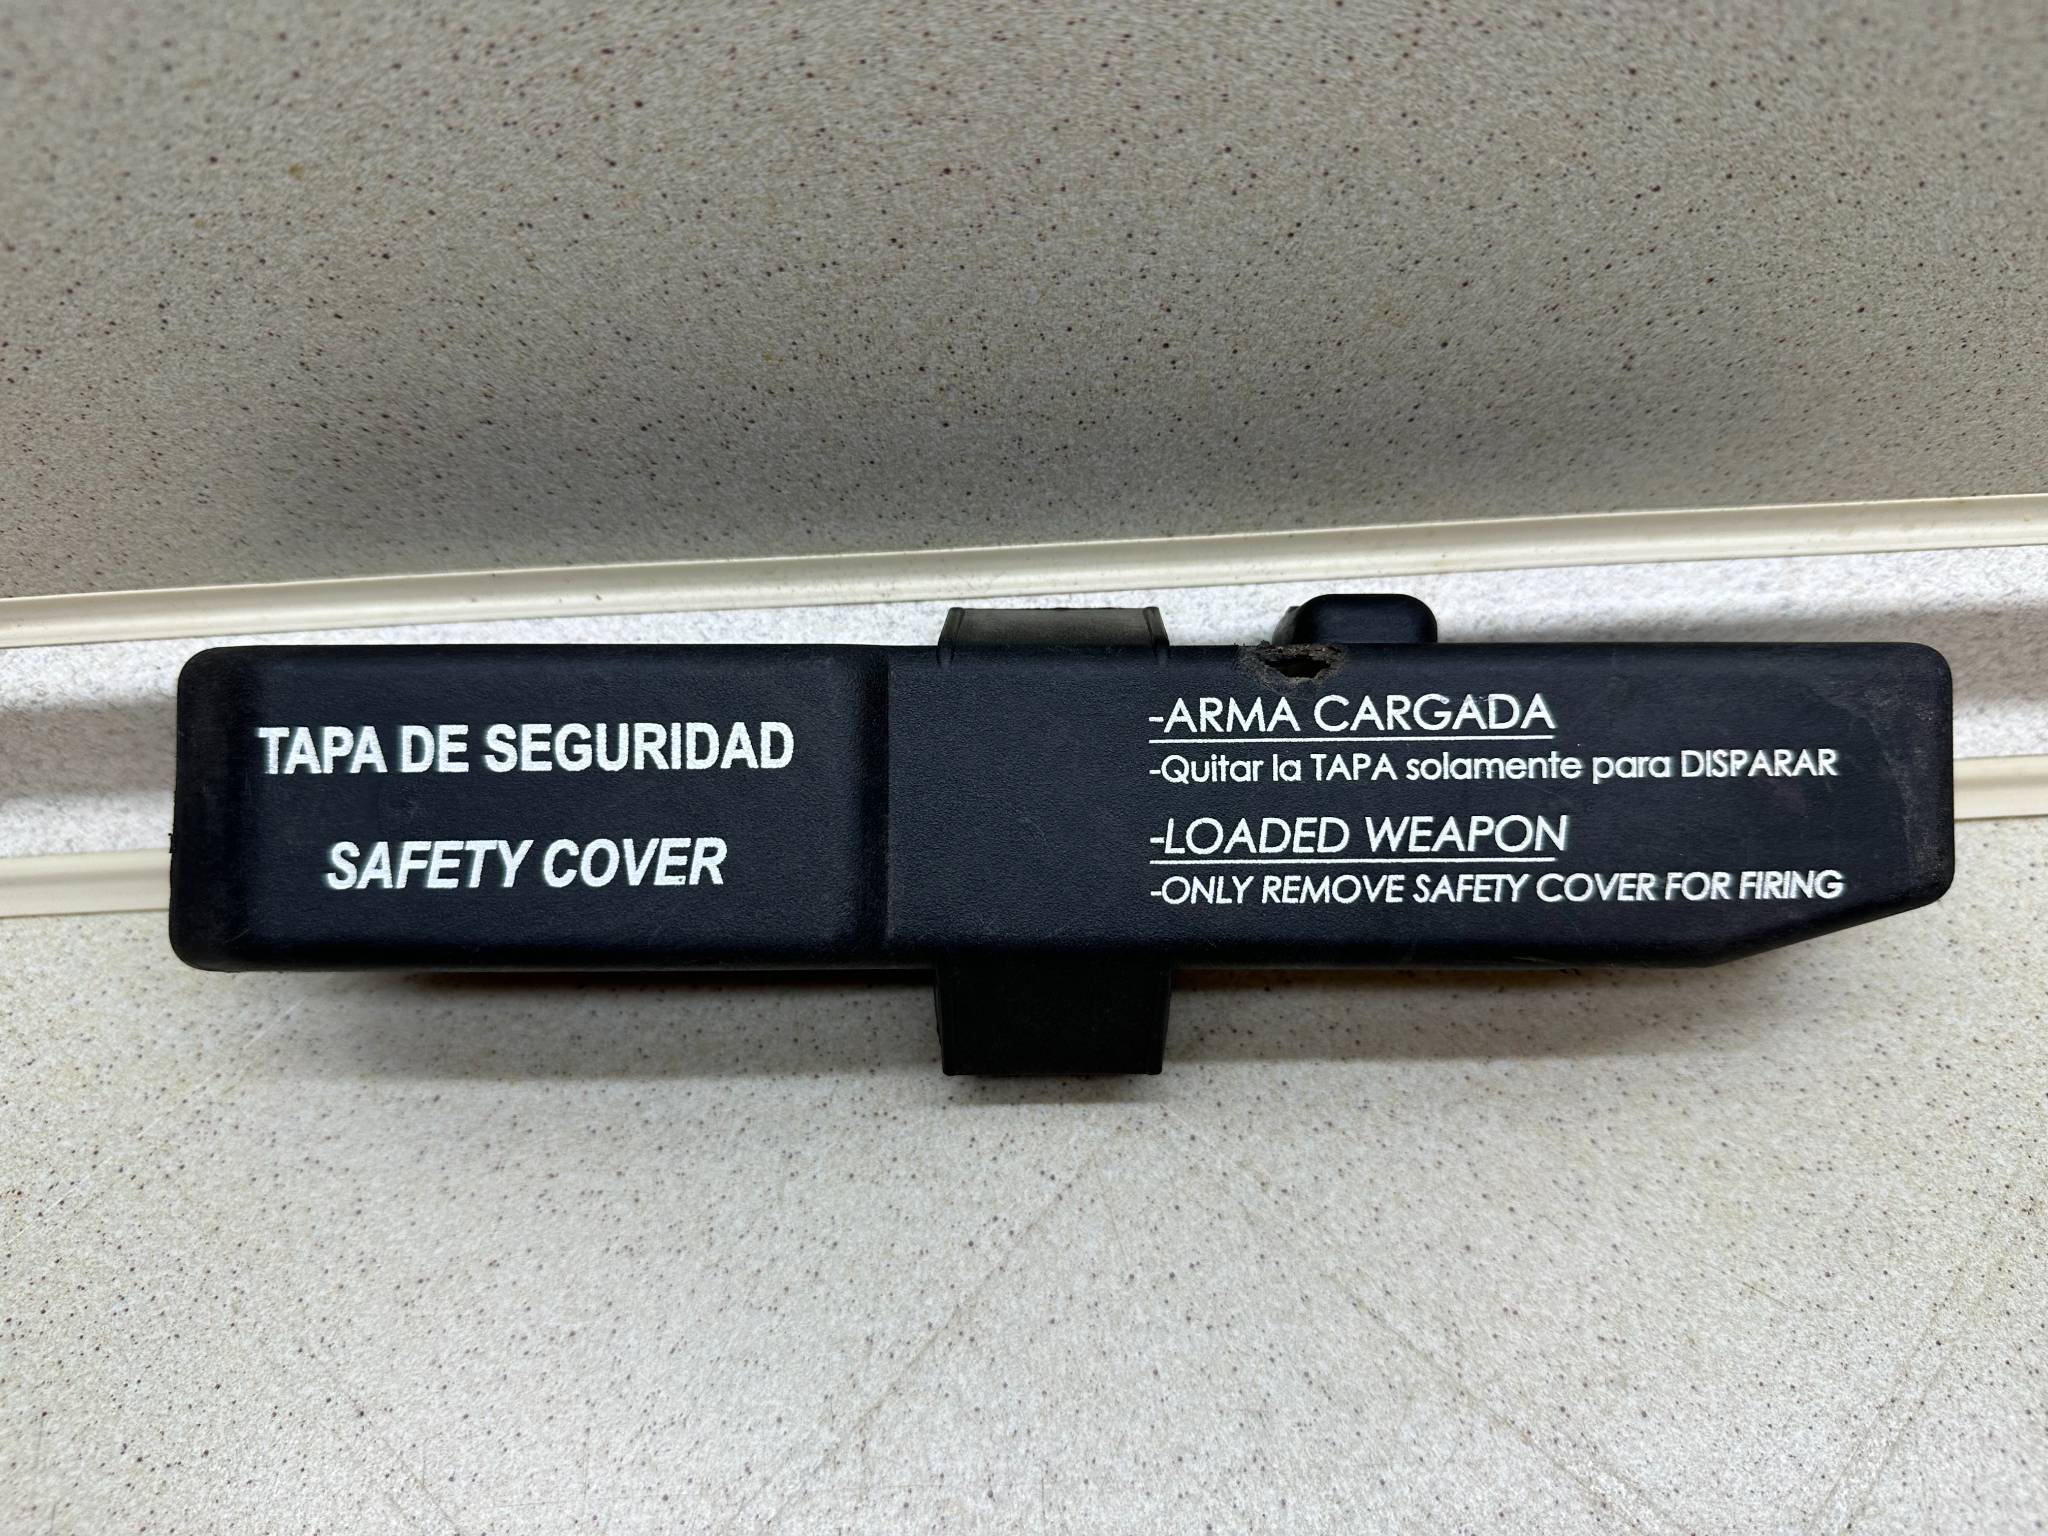 TAPA DE SEGURIDAD
SAFETY COVER
-ARMA CARGADA
-Quitar la TAPA solamente para DISPARAR
-LOADED WEAPON
-ONLY REMOVE SAFETY COVER FOR FIRING